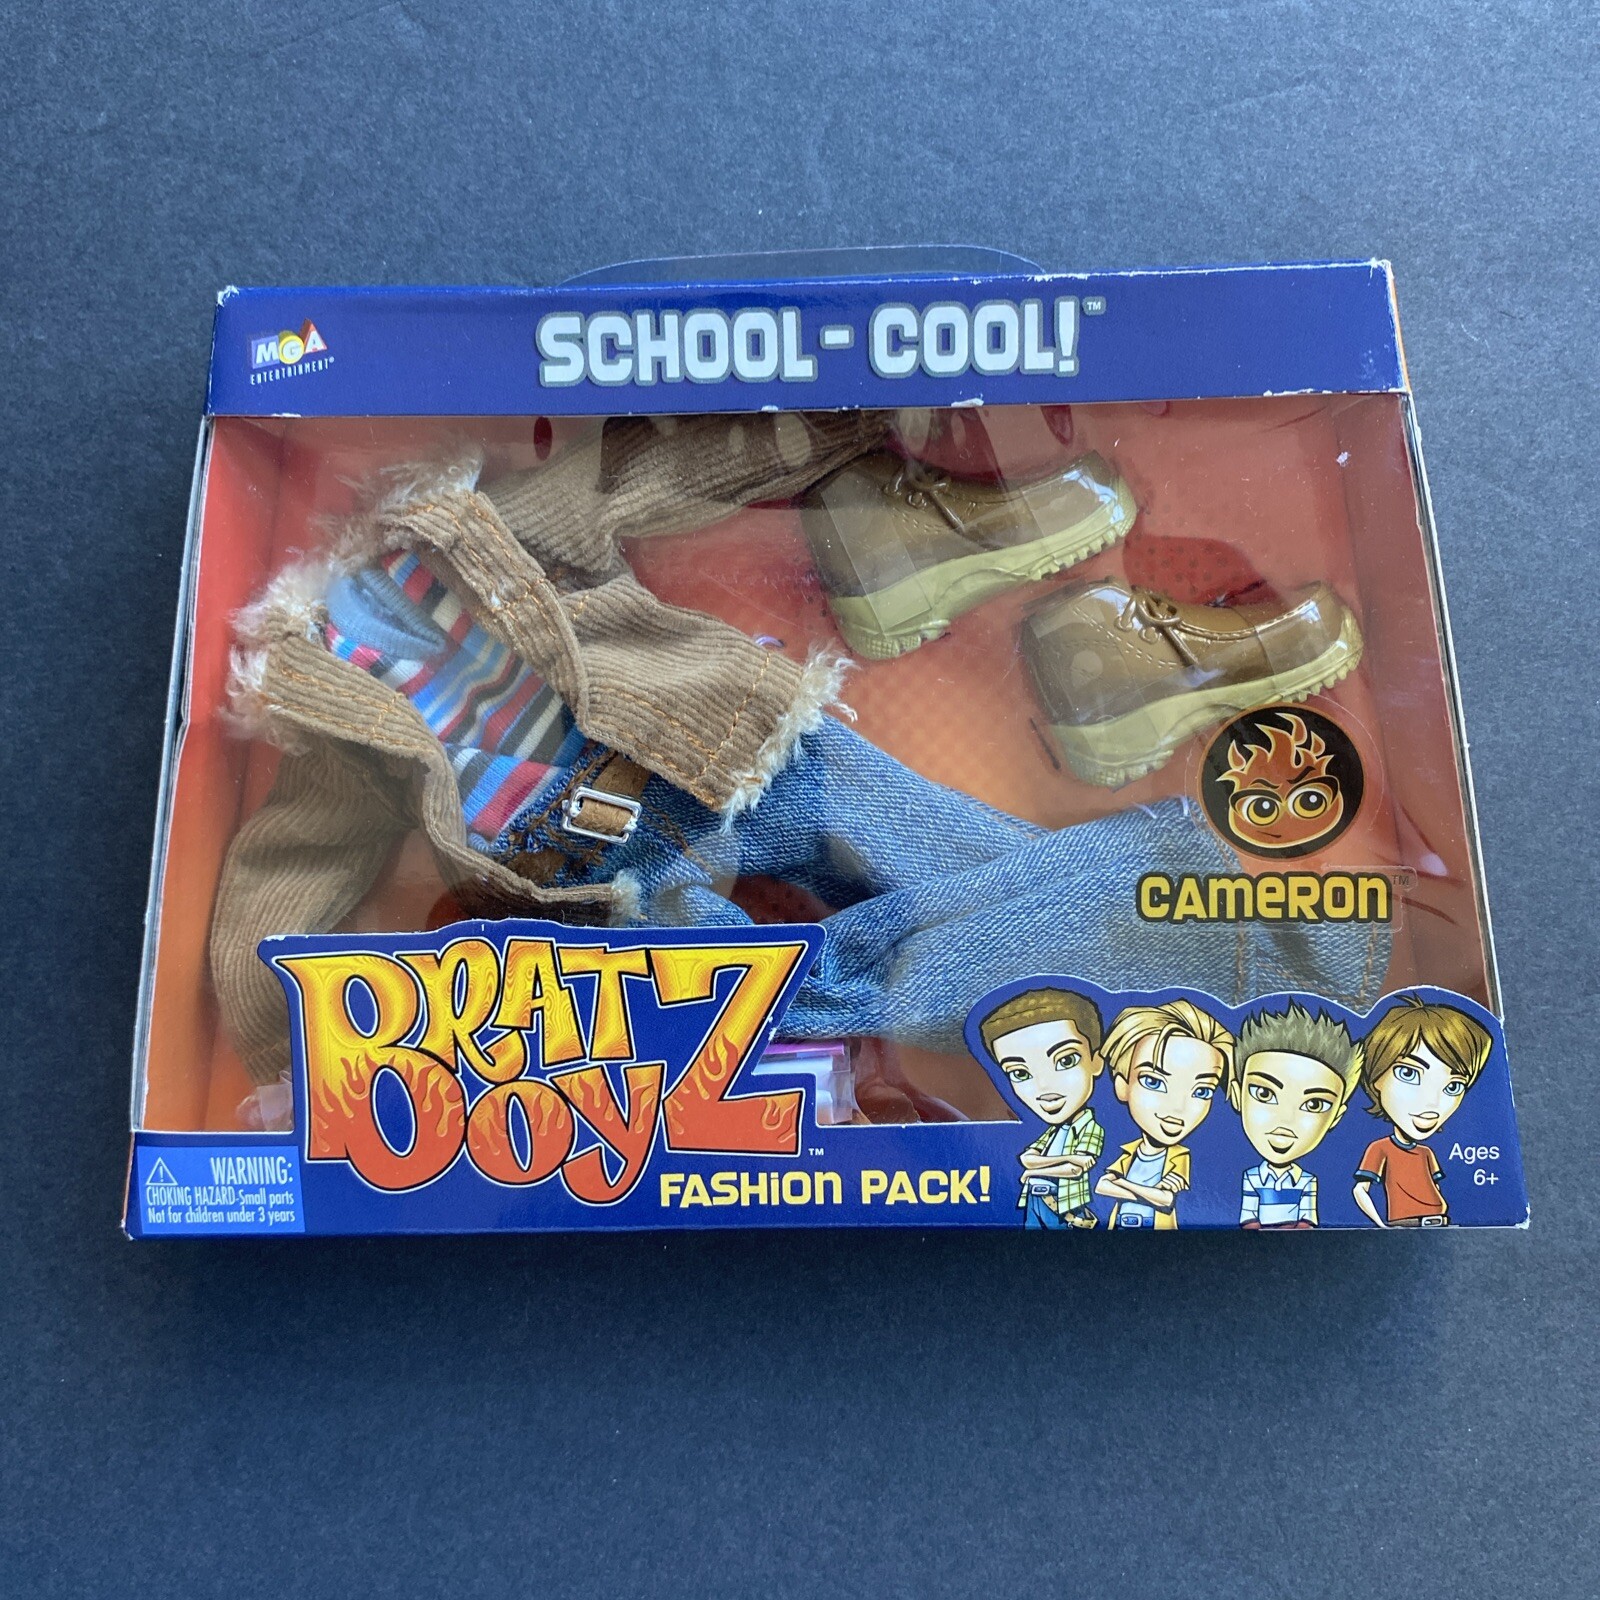 MGA
ENTERTAINMENT®
SCHOOL-COOL!™
CAMERON™
BRATZ
BOYZ™
FASHION PACK!
WARNING:
CHOKING HAZARD-Small parts
Not for children under 3 years
Ages
6+